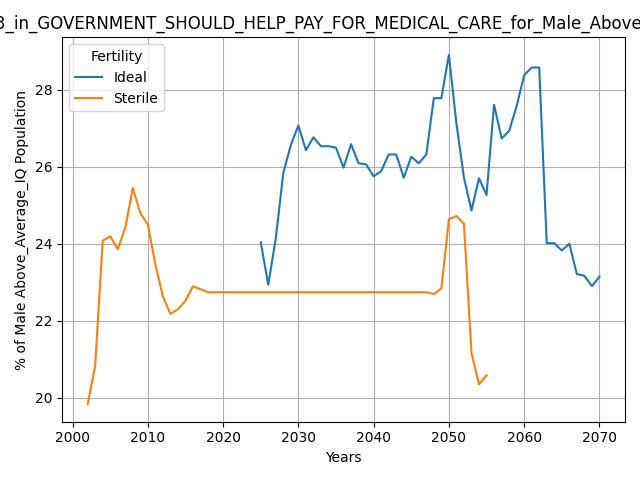 3_in_GOVERNMENT_SHOULD_HELP_PAY_FOR_MEDICAL_CARE_for_Male_Above
Fertility
Ideal
Sterile
% of Male Above_Average_IQ Population
28
26
24
22
20
2000 2010 2020 2030 2040 2050 2060 2070
Years